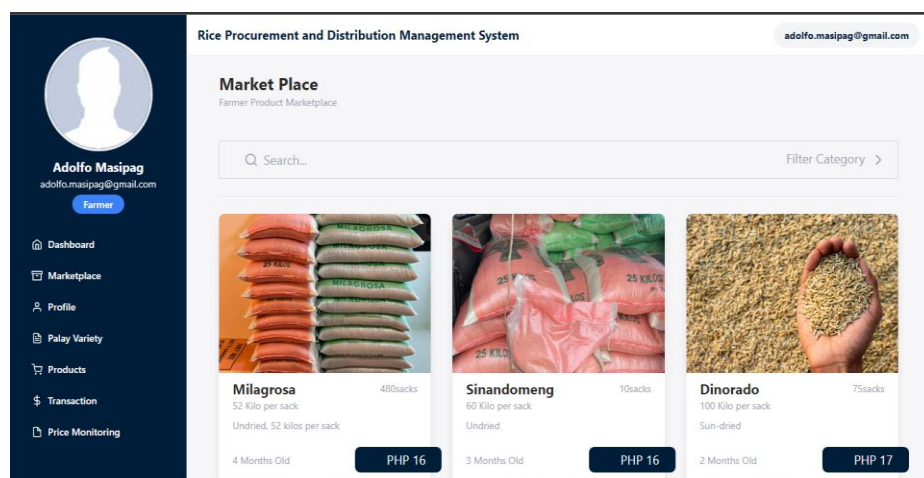 Rice Procurement and Distribution Management System
adolfo.masipag@gmail.com
Adolfo Masipag
adolfo.masipag@gmail.com
Farmer
Dashboard
Marketplace
Profile
Palay Variety
Products
$ Transaction
Price Monitoring
Market Place
Farmer Product Marketplace
Search...
Filter Category >
MILAGROSA
25 KILOS
MILAGROSA
MILAGROSA
Milagrosa 480sacks
52 Kilo per sack
Undried, 52 kilos per sack
4 Months Old PHP 16
25 KILOS
Sinandomeng 10sacks
60 Kilo per sack
Undried
3 Months Old PHP 16
Dinorado 75sacks
100 Kilo per sack
Sun-dried
2 Months Old PHP 17